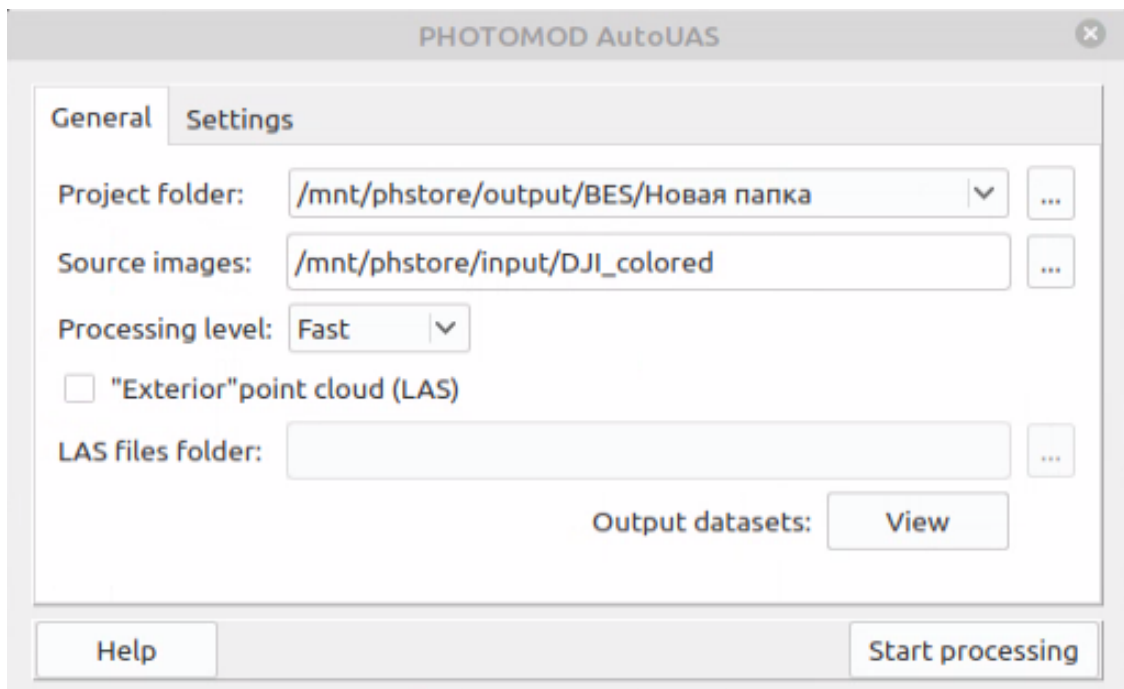 PHOTOMOD AutoUAS
General Settings
Project folder: /mnt/phstore/output/BES/Новая папка ...
Source images: /mnt/phstore/input/DJI_colored ...
Processing level: Fast
"Exterior"point cloud (LAS)
LAS files folder: ...
Output datasets: View
Help Start processing